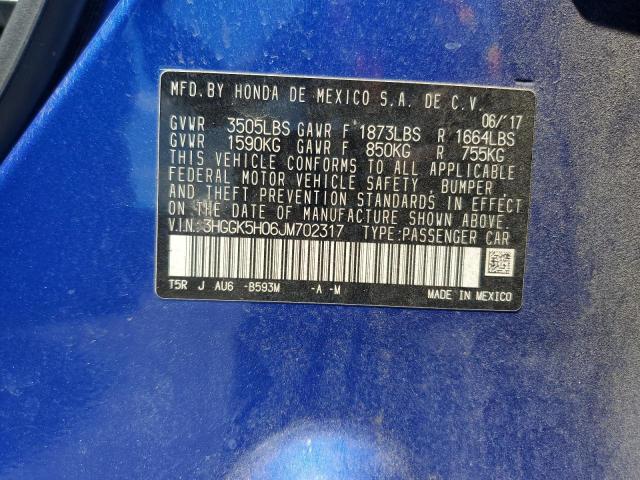 MFD. BY HONDA DE MEXICO S.A. DE C.V.
06/'17
GVWR 3505LBS GAWR F 1873LBS R 1664LBS
GVWR 1590KG GAWR F 850KG R 755KG
THIS VEHICLE CONFORMS TO ALL APPLICABLE
FEDERAL MOTOR VEHICLE SAFETY, BUMPER,
AND THEFT PREVENTION STANDARDS IN EFFECT
ON THE DATE OF MANUFACTURE SHOWN ABOVE.
V.I.N.: 3HGGK5H06JM702317 TYPE:PASSENGER CAR
T5R J AU6 -B593M -A -M MADE IN MEXICO